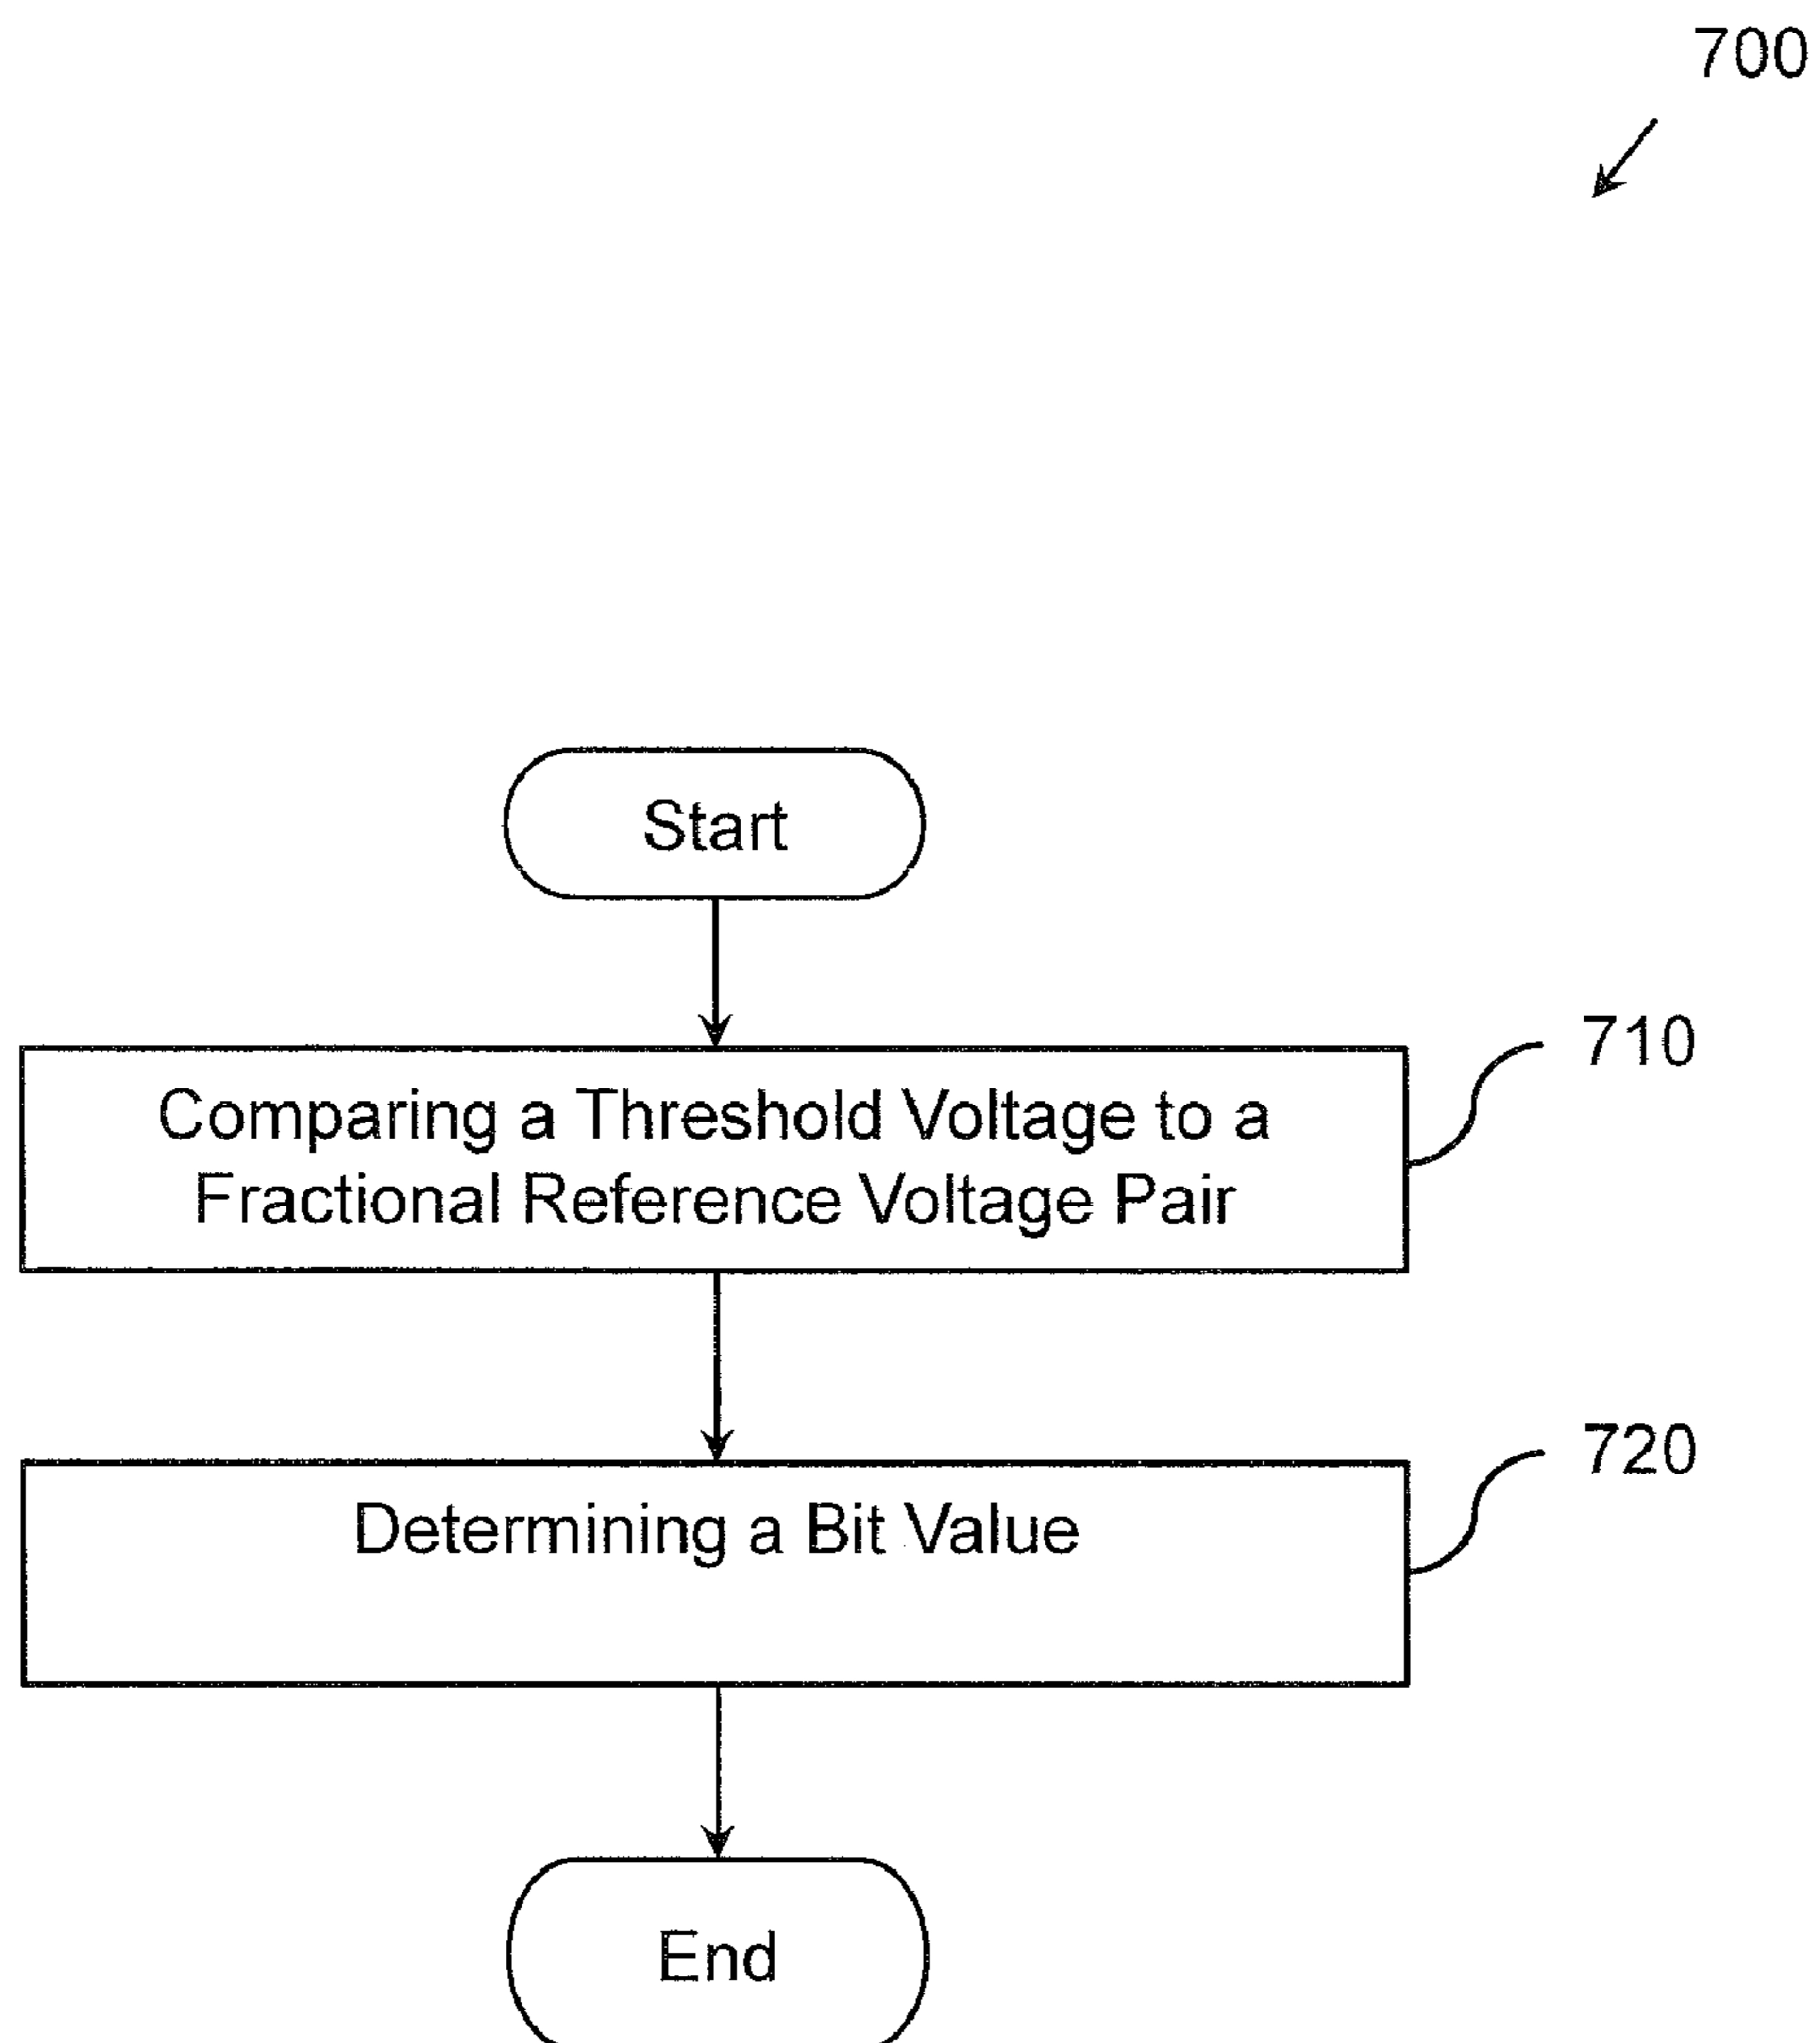 700
Start
Comparing a Threshold Voltage to a
Fractional Reference Voltage Pair
710
Determining a Bit Value
720
End